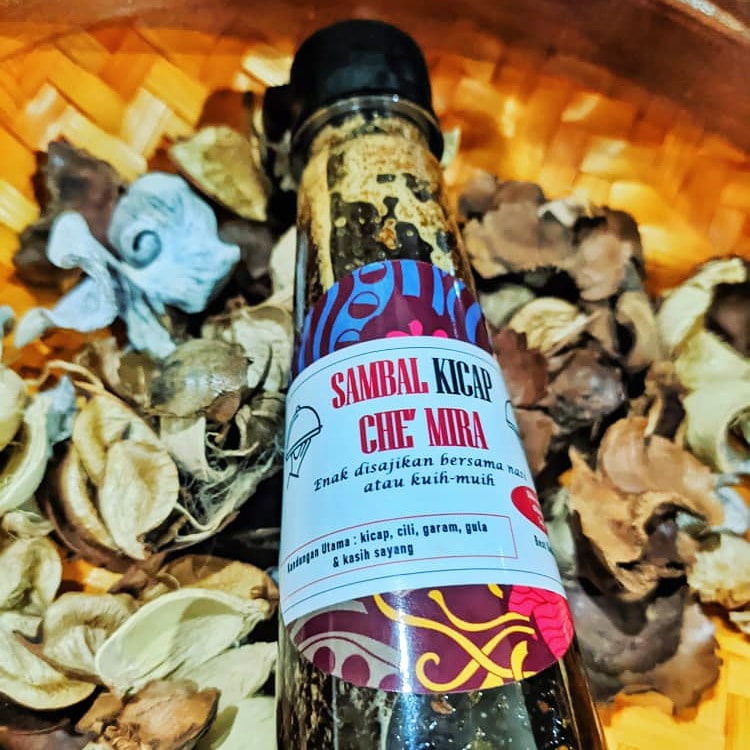 SAMBAL KICAP
CHE' MIRA
Enak disajikan bersama nasi
atau kuih-muih
Kandungan Utama : kicap, cili, garam, gula
& kasih sayang
Best